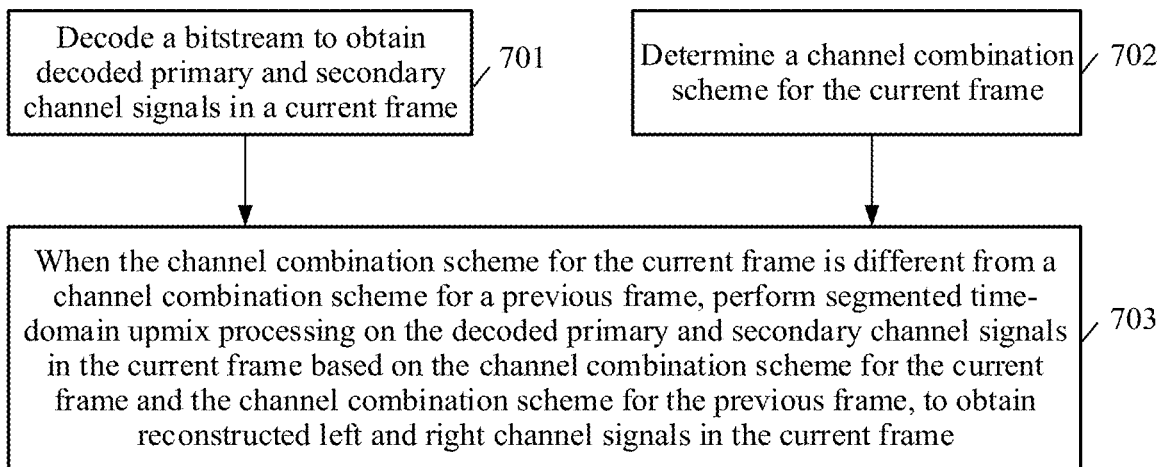 Decode a bitstream to obtain
decoded primary and secondary
channel signals in a current frame
701
Determine a channel combination
scheme for the current frame
702
When the channel combination scheme for the current frame is different from a
channel combination scheme for a previous frame, perform segmented time-
domain upmix processing on the decoded primary and secondary channel signals
in the current frame based on the channel combination scheme for the current
frame and the channel combination scheme for the previous frame, to obtain
reconstructed left and right channel signals in the current frame
703